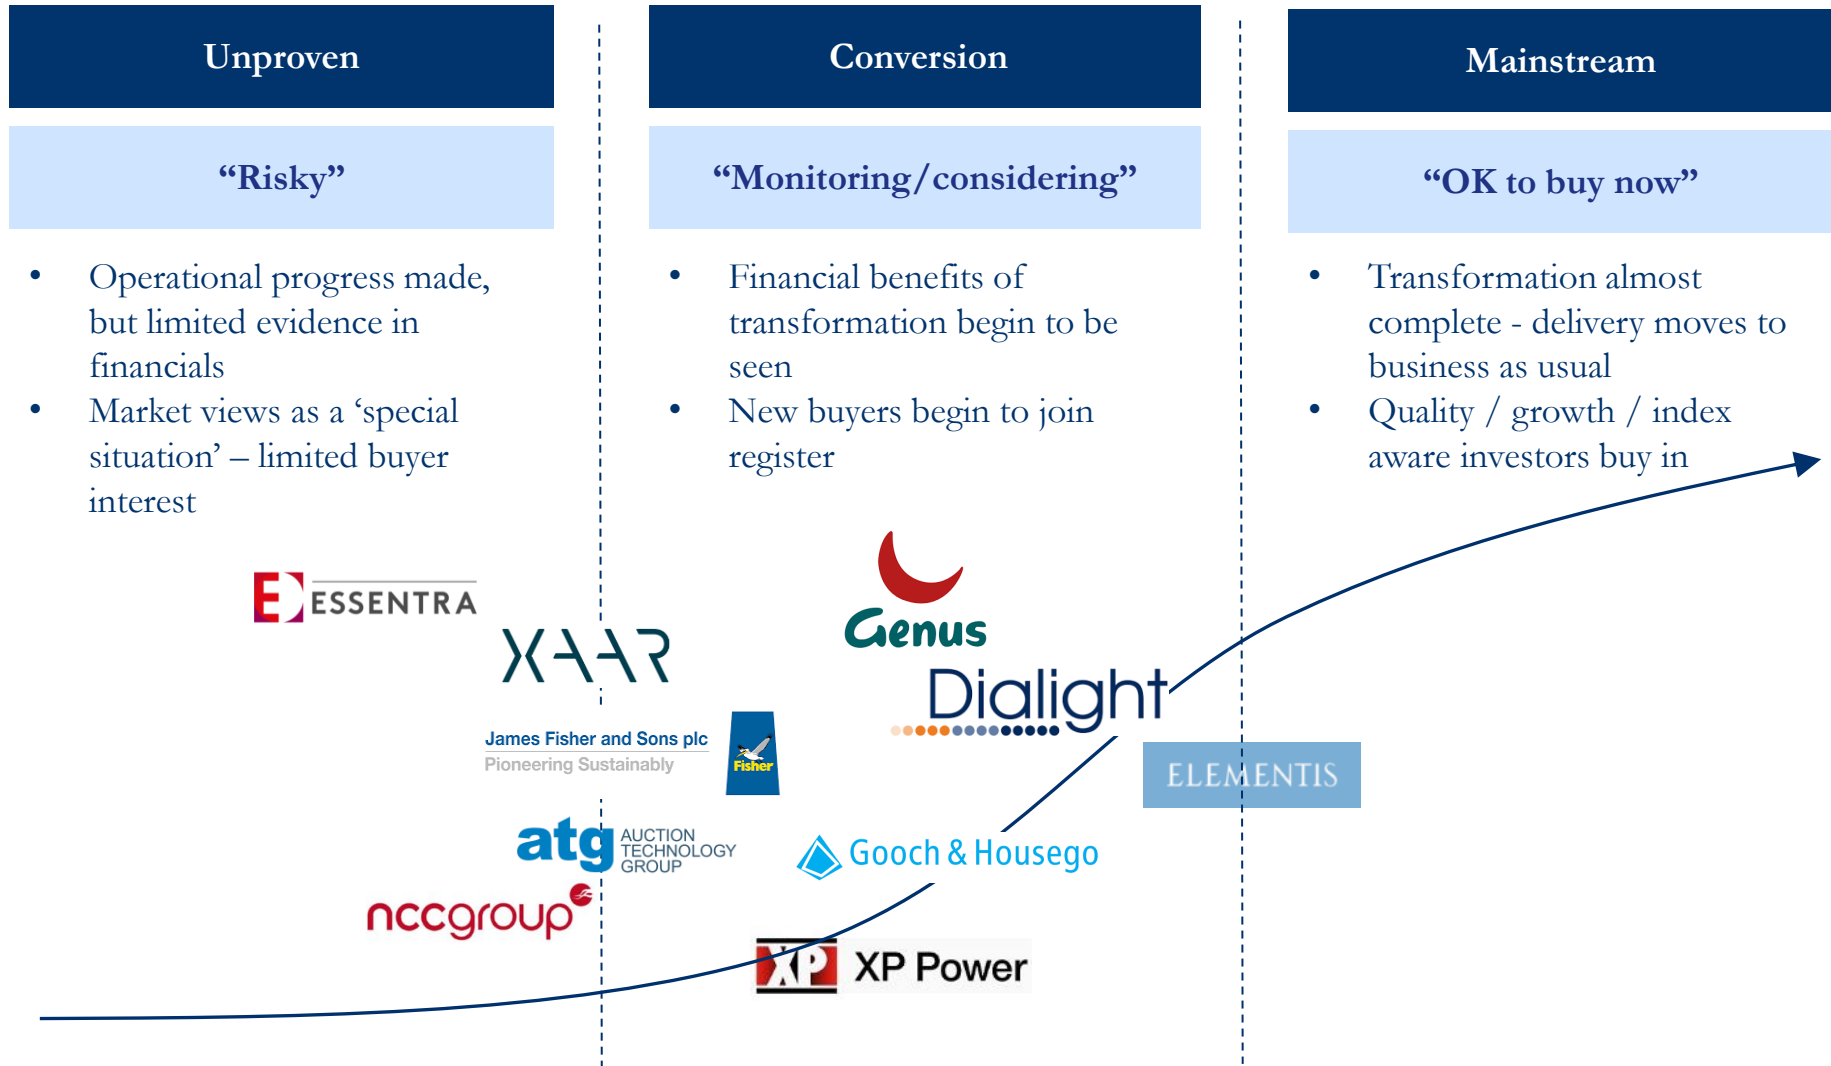 Unproven
“Risky”
• Operational progress made,
but limited evidence in
financials
• Market views as a ‘special
situation’ – limited buyer
interest
Conversion
“Monitoring/considering”
• Financial benefits of
transformation begin to be
seen
• New buyers begin to join
register
Mainstream
“OK to buy now”
• Transformation almost
complete - delivery moves to
business as usual
• Quality / growth / index
aware investors buy in
ESSENTRA
XAAR
James Fisher and Sons plc
Pioneering Sustainably
Fisher
atg AUCTION
TECHNOLOGY
GROUP
nccgroup
Genus
Dialight
Gooch & Housego
XP XP Power
ELEMENTIS